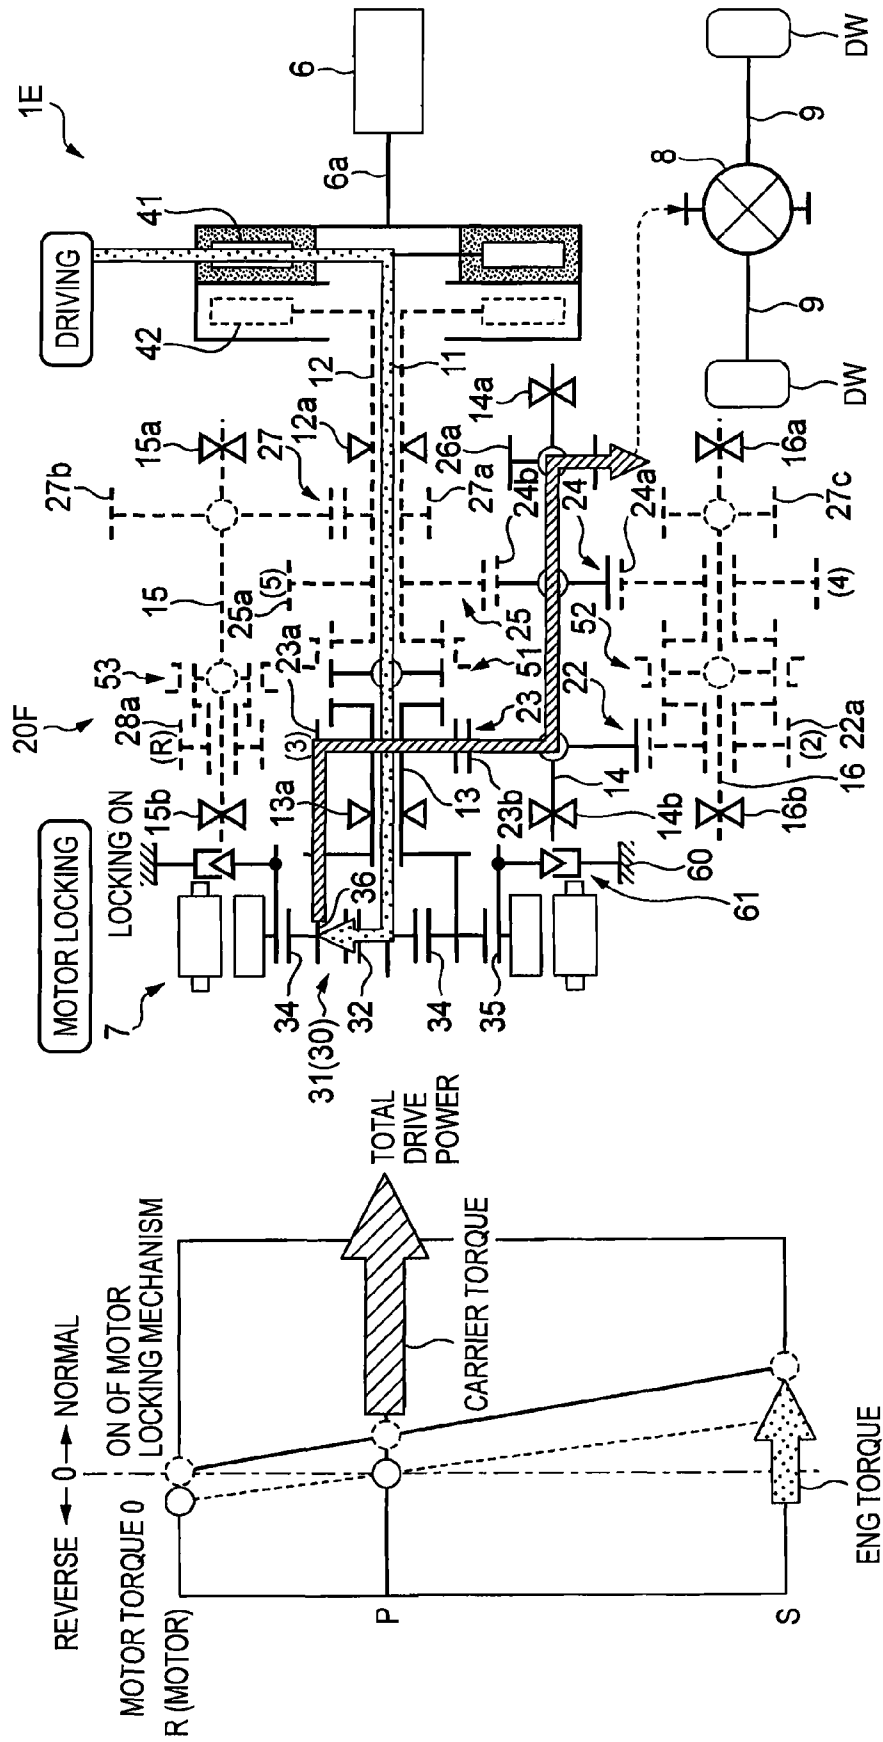 1E
DRIVING
41
42
6
6a
12
11
12a
14a
15a
27
27b
27a
26a
24b
24
24a
16a
27c
15
25a
(5)
25
52
(4)
8
9
9
DW
DW
20F
53
28a
(R)
23a
(3)
51
23
22
22a
(2)
15b
13a
13
23b
14
14b
16
16b
MOTOR LOCKING
LOCKING ON
7
34
36
31(30)
32
34
35
61
60
REVERSE ← 0 → NORMAL
ON OF MOTOR
LOCKING MECHANISM
MOTOR TORQUE 0
R (MOTOR)
P
S
TOTAL
DRIVE
POWER
CARRIER TORQUE
ENG TORQUE